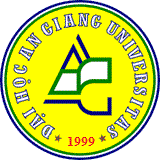 ĐẠI HỌC AN GIANG UNIVERSITAS
1999